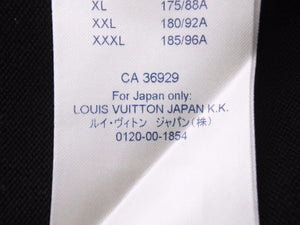 XL 175/88A
XXL 180/92A
XXXL 185/96A
CA 36929
For Japan only:
LOUIS VUITTON JAPAN K.K.
ルイ・ヴィトン ジャパン(株)
0120-00-1854